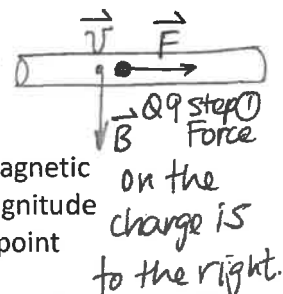 V F
q
B Q9 step① Force
agnetic on the
gnitude charge is
point to the right.